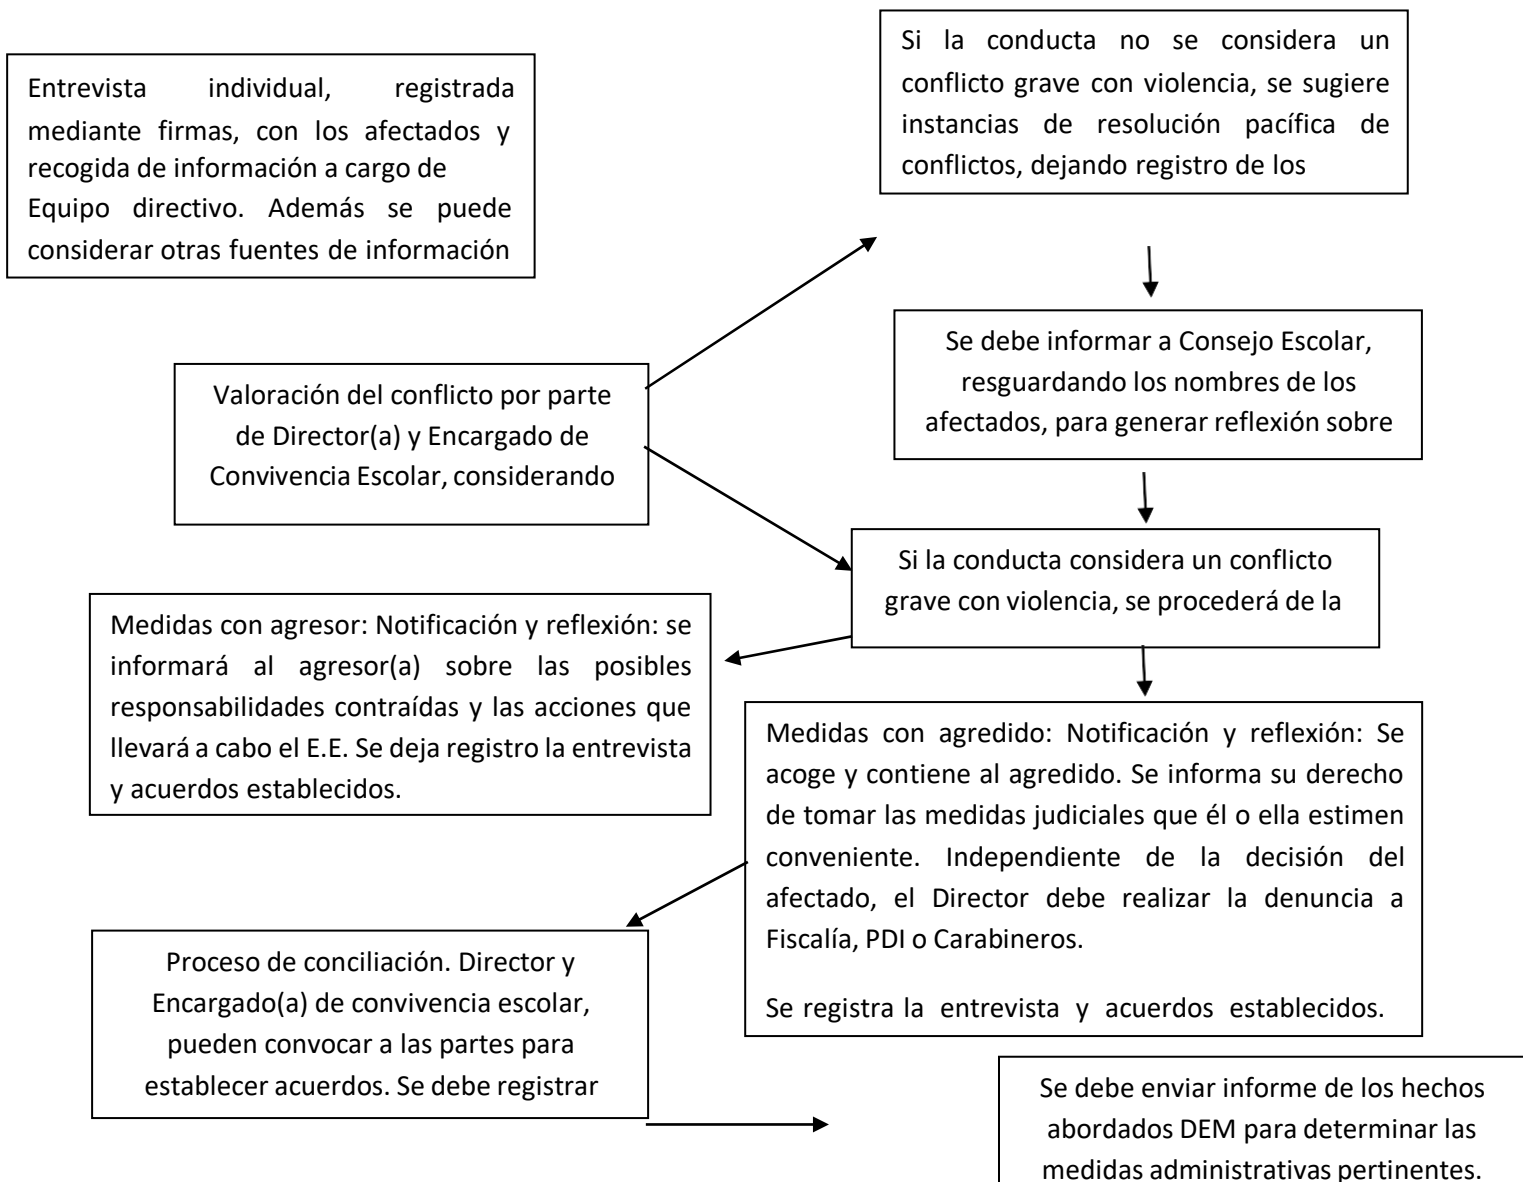 Entrevista individual, registrada
mediante firmas, con los afectados y
recogida de información a cargo de
Equipo directivo. Además se puede
considerar otras fuentes de información
Si la conducta no se considera un
conflicto grave con violencia, se sugiere
instancias de resolución pacífica de
conflictos, dejando registro de los
Se debe informar a Consejo Escolar,
resguardando los nombres de los
afectados, para generar reflexión sobre
Valoración del conflicto por parte
de Director(a) y Encargado de
Convivencia Escolar, considerando
Si la conducta considera un conflicto
grave con violencia, se procederá de la
Medidas con agresor: Notificación y reflexión: se
informará al agresor(a) sobre las posibles
responsabilidades contraídas y las acciones que
llevará a cabo el E.E. Se deja registro la entrevista
y acuerdos establecidos.
Medidas con agredido: Notificación y reflexión: Se
acoge y contiene al agredido. Se informa su derecho
de tomar las medidas judiciales que él o ella estimen
conveniente. Independiente de la decisión del
afectado, el Director debe realizar la denuncia a
Fiscalía, PDI o Carabineros.
Se registra la entrevista y acuerdos establecidos.
Proceso de conciliación. Director y
Encargado(a) de convivencia escolar,
pueden convocar a las partes para
establecer acuerdos. Se debe registrar
Se debe enviar informe de los hechos
abordados DEM para determinar las
medidas administrativas pertinentes.